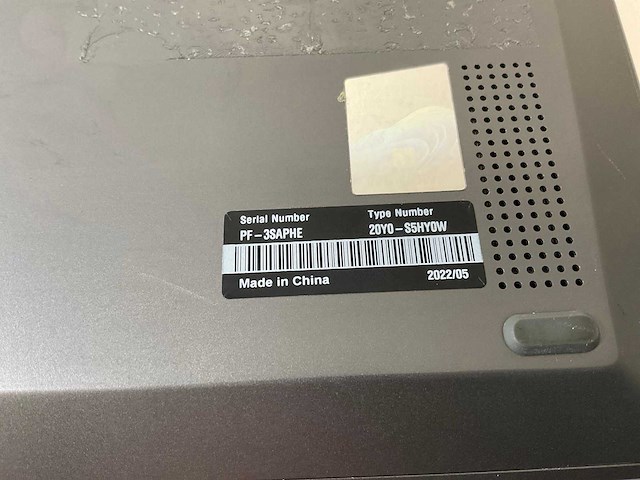 Serial Number Type Number
PF-3SAPHE 20Y0-S5HY0W
Made in China 2022/05